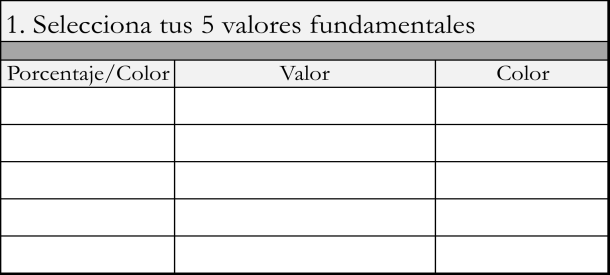 1. Selecciona tus 5 valores fundamentales
Porcentaje/Color Valor Color